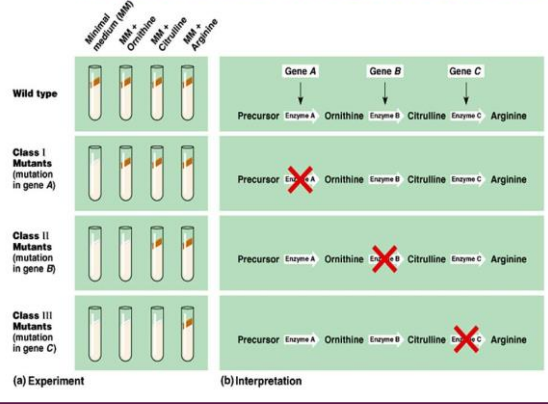 Minimal
medium (MM)
MM +
Ornithine
MM +
Citrulline
MM +
Arginine
Wild type
Gene A
Gene B
Gene C
Precursor Enzyme A Ornithine Enzyme B Citrulline Enzyme C Arginine
Class I
Mutants
(mutation
in gene A)
Precursor Enzyme A Ornithine Enzyme B Citrulline Enzyme C Arginine
Class II
Mutants
(mutation
in gene B)
Precursor Enzyme A Ornithine Enzyme B Citrulline Enzyme C Arginine
Class III
Mutants
(mutation
in gene C)
Precursor Enzyme A Ornithine Enzyme B Citrulline Enzyme C Arginine
(a) Experiment
(b) Interpretation